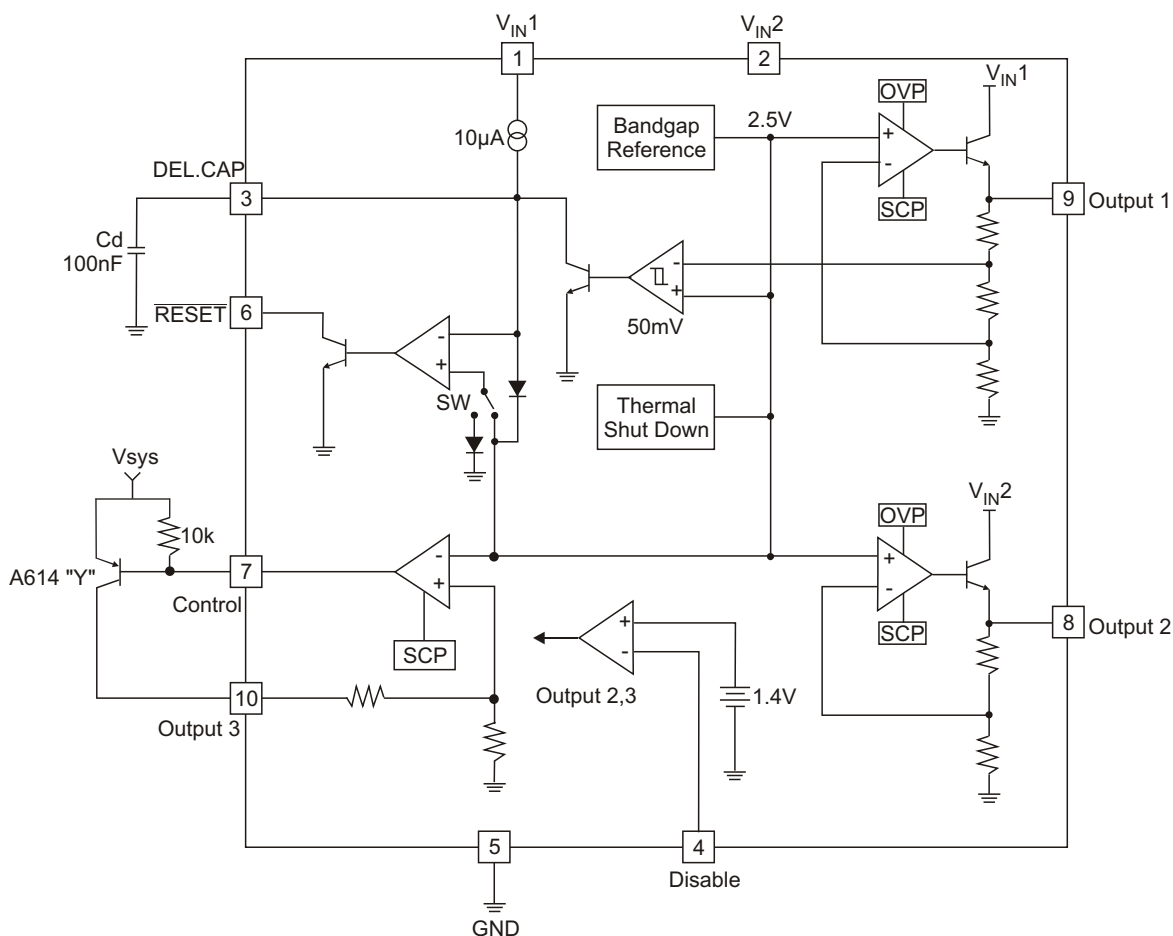 VIN1
VIN2
1
2
VIN1
OVP
2.5V
Bandgap
Reference
+
-
SCP
10µA
DEL.CAP
3
9
Output 1
Cd
100nF
RESET
6
-
+
50mV
-
+
SW
Thermal
Shut Down
Vsys
10k
VIN2
OVP
A614 "Y"
7
Control
-
+
+
-
SCP
8
Output 2
SCP
+
-
Output 2,3
1.4V
10
Output 3
5
4
Disable
GND